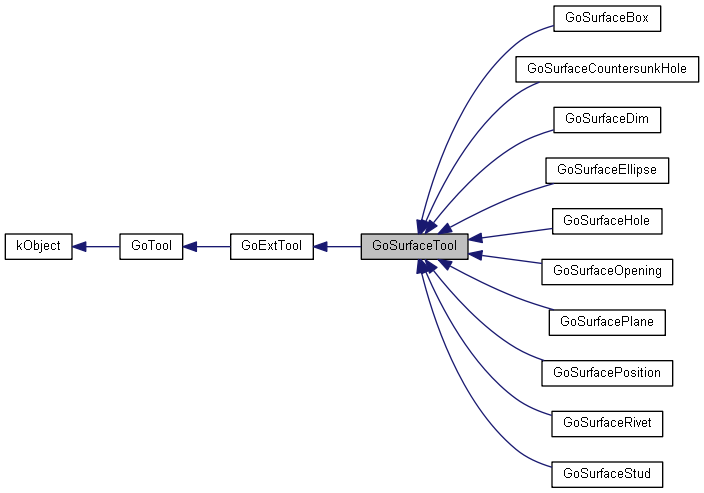 GoSurfaceBox
GoSurfaceCountersunkHole
GoSurfaceDim
GoSurfaceEllipse
GoSurfaceHole
kObject
GoTool
GoExtTool
GoSurfaceTool
GoSurfaceOpening
GoSurfacePlane
GoSurfacePosition
GoSurfaceRivet
GoSurfaceStud